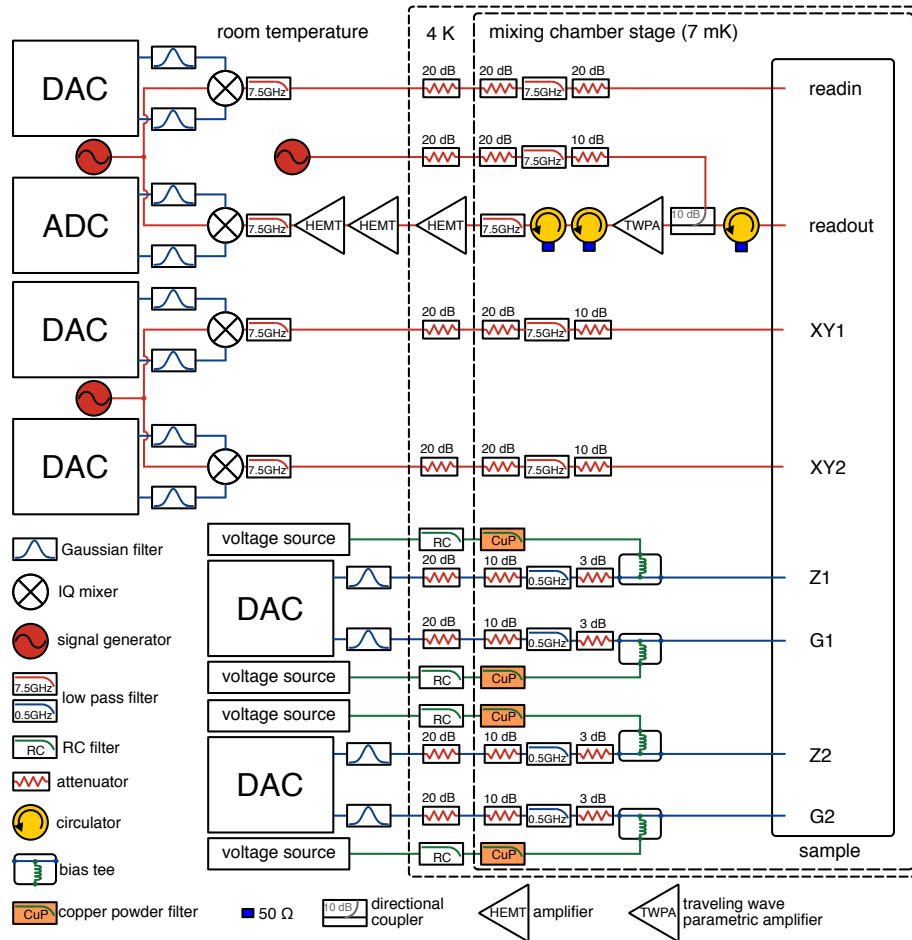 room temperature
4 K
mixing chamber stage (7 mK)
DAC
7.5GHz
20 dB
20 dB
7.5GHz
20 dB
readin
20 dB
20 dB
7.5GHz
10 dB
ADC
7.5GHz
HEMT
HEMT
HEMT
7.5GHz
TWPA
10 dB
readout
DAC
7.5GHz
20 dB
20 dB
7.5GHz
10 dB
XY1
DAC
7.5GHz
20 dB
20 dB
7.5GHz
10 dB
XY2
voltage source
RC
CuP
DAC
20 dB
10 dB
0.5GHz
3 dB
Z1
20 dB
10 dB
0.5GHz
3 dB
G1
voltage source
RC
CuP
voltage source
RC
CuP
DAC
20 dB
10 dB
0.5GHz
3 dB
Z2
20 dB
10 dB
0.5GHz
3 dB
G2
voltage source
RC
CuP
sample
Gaussian filter
IQ mixer
signal generator
7.5GHz
0.5GHz
low pass filter
RC
RC filter
attenuator
circulator
bias tee
CuP
copper powder filter
50 Ω
10 dB
directional
coupler
HEMT
amplifier
TWPA
traveling wave
parametric amplifier